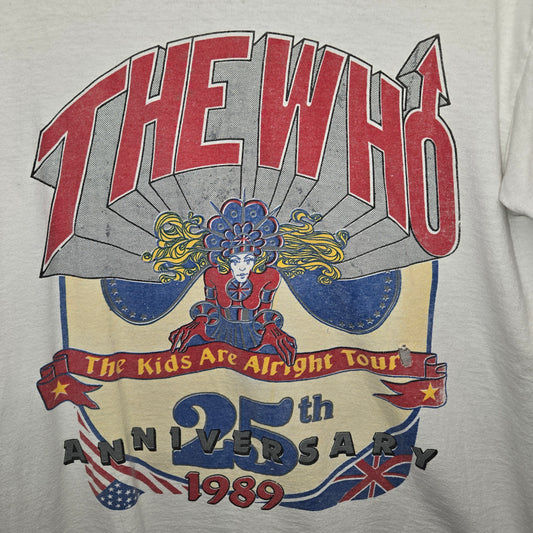 THE WHO
The Kids Are Alright Tour
25th
ANNIVERSARY
1989